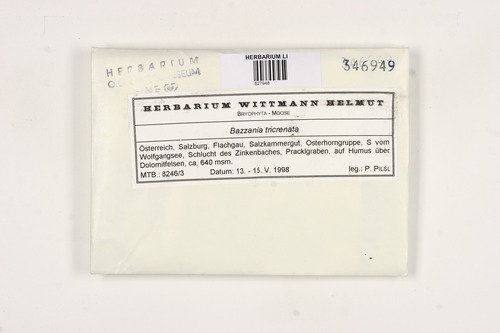 HERBARIUM
HERBARIUM LI
827949
346949
HERBARIUM WITTMANN HELMUT
BRYOPHYTA - MOOSE
Bazzania tricrenata
Österreich, Salzburg, Flachgau, Salzkammergut, Osterhorngruppe, S vom
Wolfgangsee, Schlucht des Zinkenbaches, Pracklgraben, auf Humus über
Dolomitfelsen, ca. 640 msm.
MTB.: 8246/3 Datum: 13. - 15. V. 1998 leg.: P. PILSL